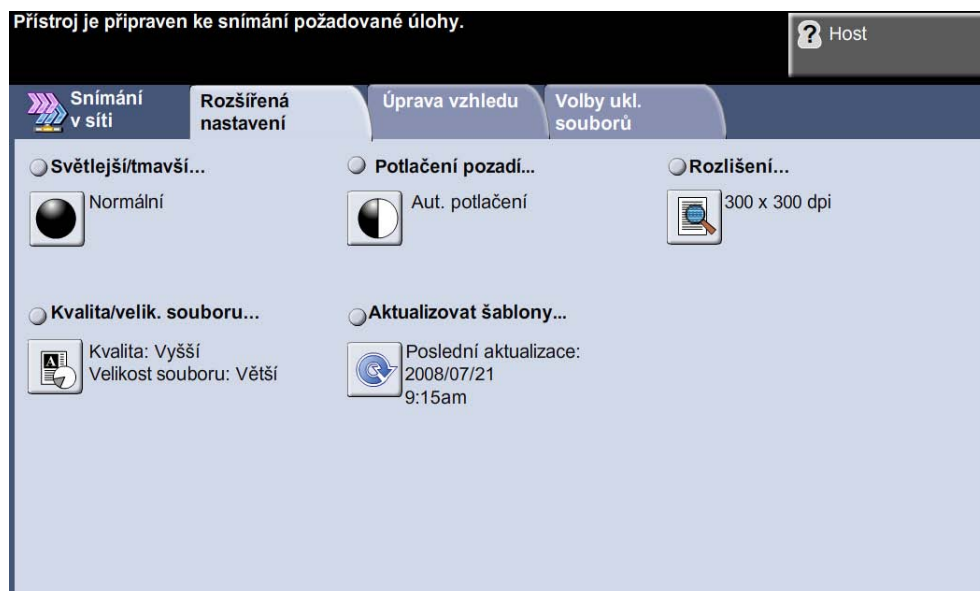 Přístroj je připraven ke snímání požadované úlohy.
? Host
Snímání
v síti
Rozšířená
nastavení
Úprava vzhledu
Volby ukl.
souborů
Světlejší/tmavší...
Normální
Potlačení pozadí...
Aut. potlačení
Rozlišení...
300 x 300 dpi
Kvalita/velik. souboru...
Kvalita: Vyšší
Velikost souboru: Větší
Aktualizovat šablony...
Poslední aktualizace:
2008/07/21
9:15am